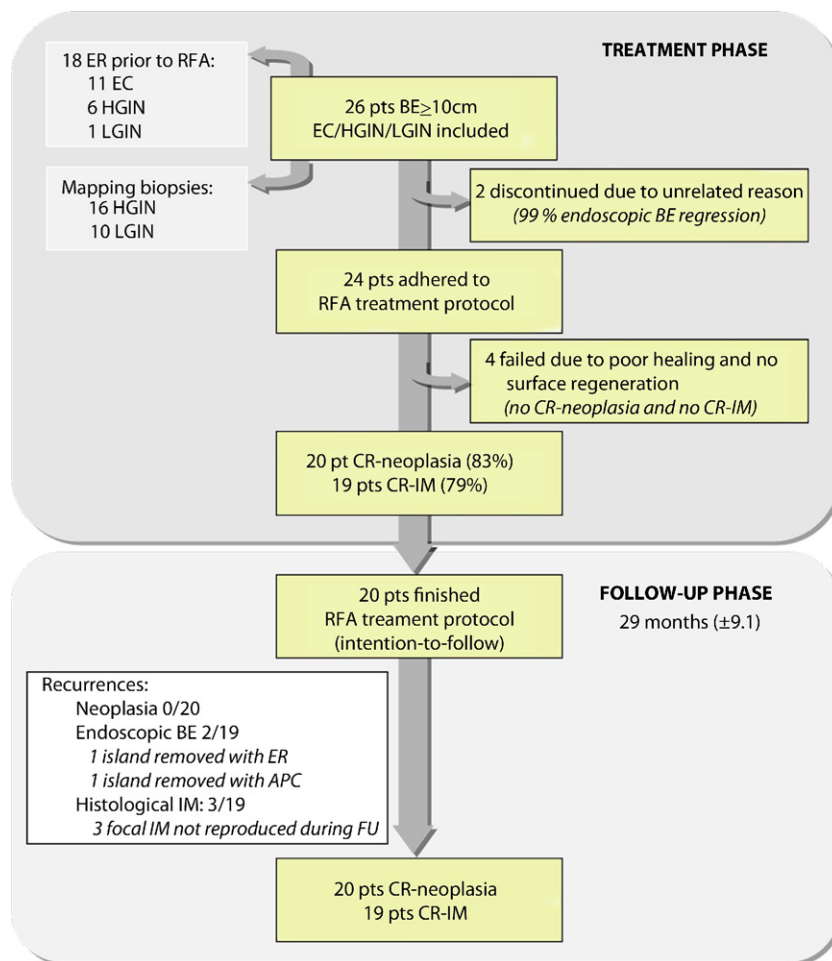 TREATMENT PHASE
18 ER prior to RFA:
11 EC
6 HGIN
1 LGIN
26 pts BE≥10cm
EC/HGIN/LGIN included
Mapping biopsies:
16 HGIN
10 LGIN
2 discontinued due to unrelated reason
(99 % endoscopic BE regression)
24 pts adhered to
RFA treatment protocol
4 failed due to poor healing and no
surface regeneration
(no CR-neoplasia and no CR-IM)
20 pt CR-neoplasia (83%)
19 pts CR-IM (79%)
FOLLOW-UP PHASE
29 months (±9.1)
20 pts finished
RFA treament protocol
(intention-to-follow)
Recurrences:
Neoplasia 0/20
Endoscopic BE 2/19
1 island removed with ER
1 island removed with APC
Histological IM: 3/19
3 focal IM not reproduced during FU
20 pts CR-neoplasia
19 pts CR-IM